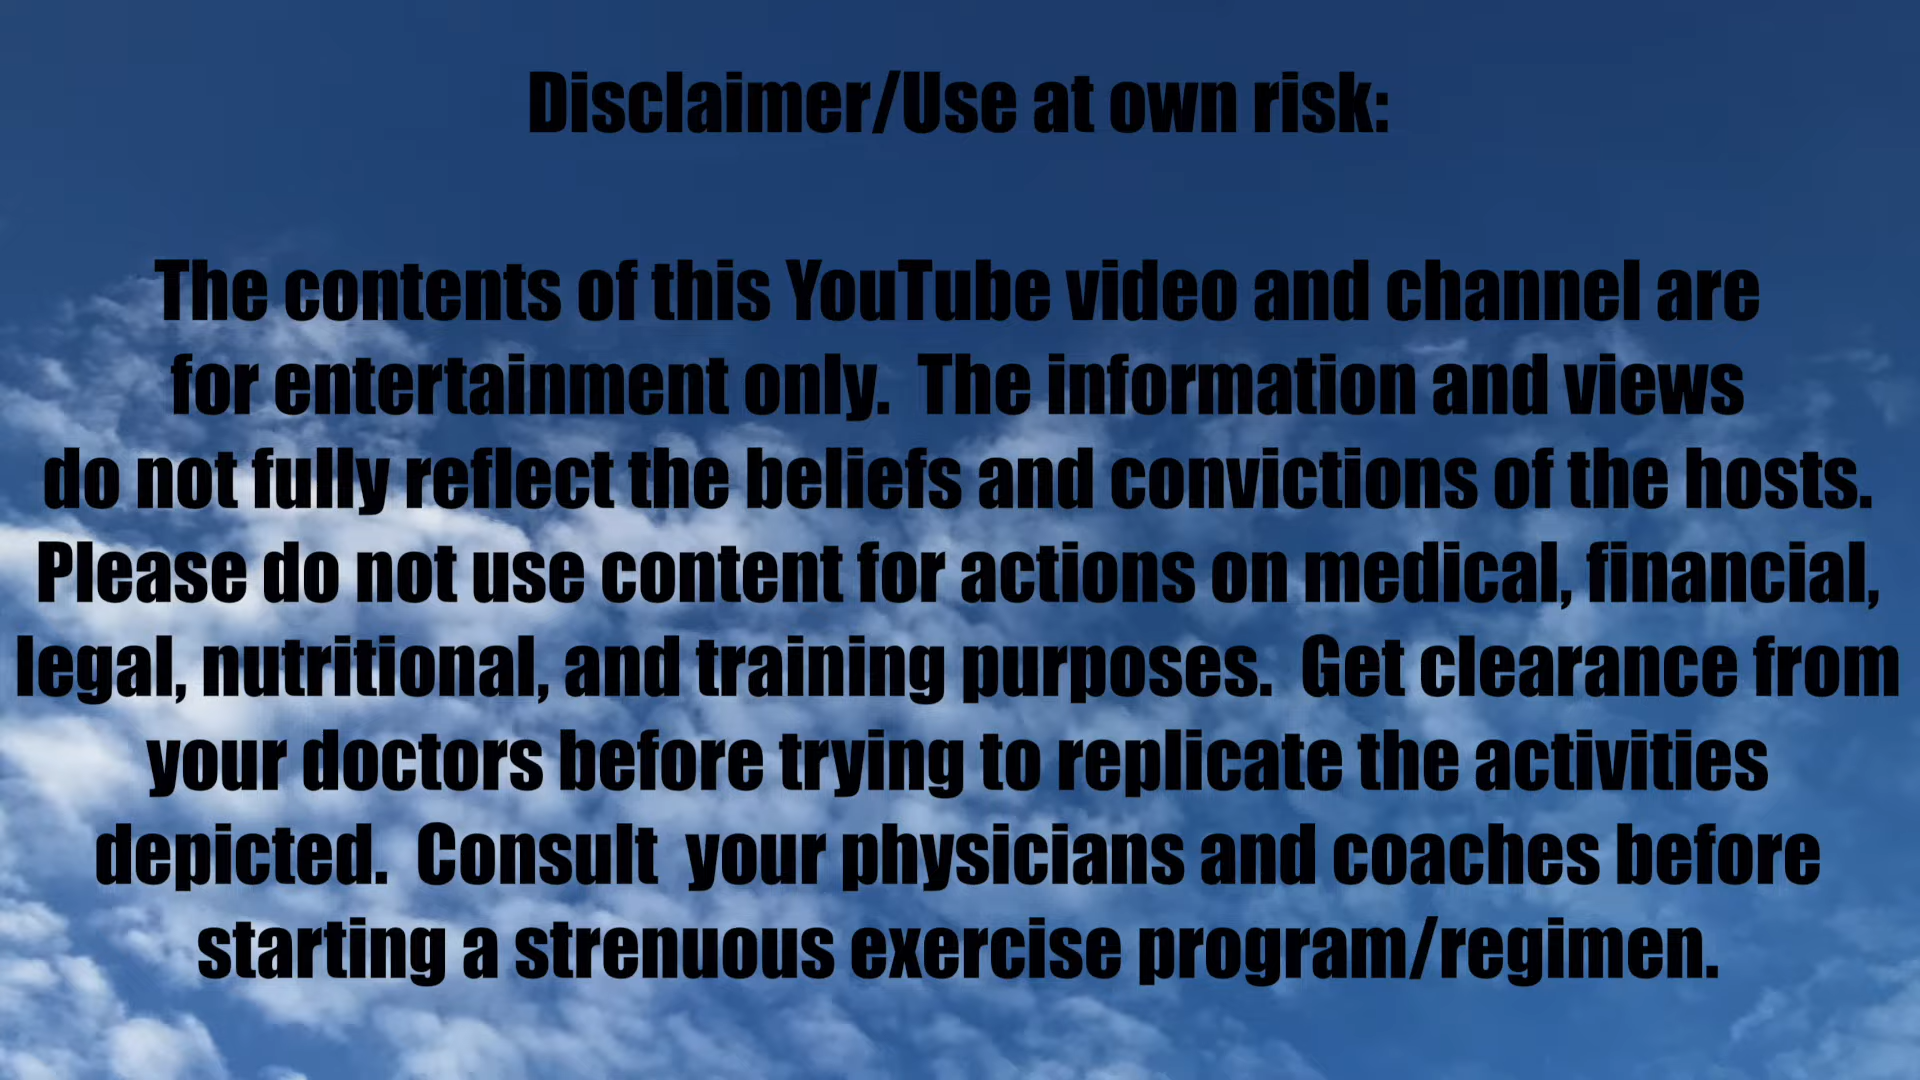 Disclaimer/Use at own risk:
The contents of this YouTube video and channel are
for entertainment only.  The information and views
do not fully reflect the beliefs and convictions of the hosts.
Please do not use content for actions on medical, financial,
legal, nutritional, and training purposes.  Get clearance from
your doctors before trying to replicate the activities
depicted.  Consult  your physicians and coaches before
starting a strenuous exercise program/regimen.